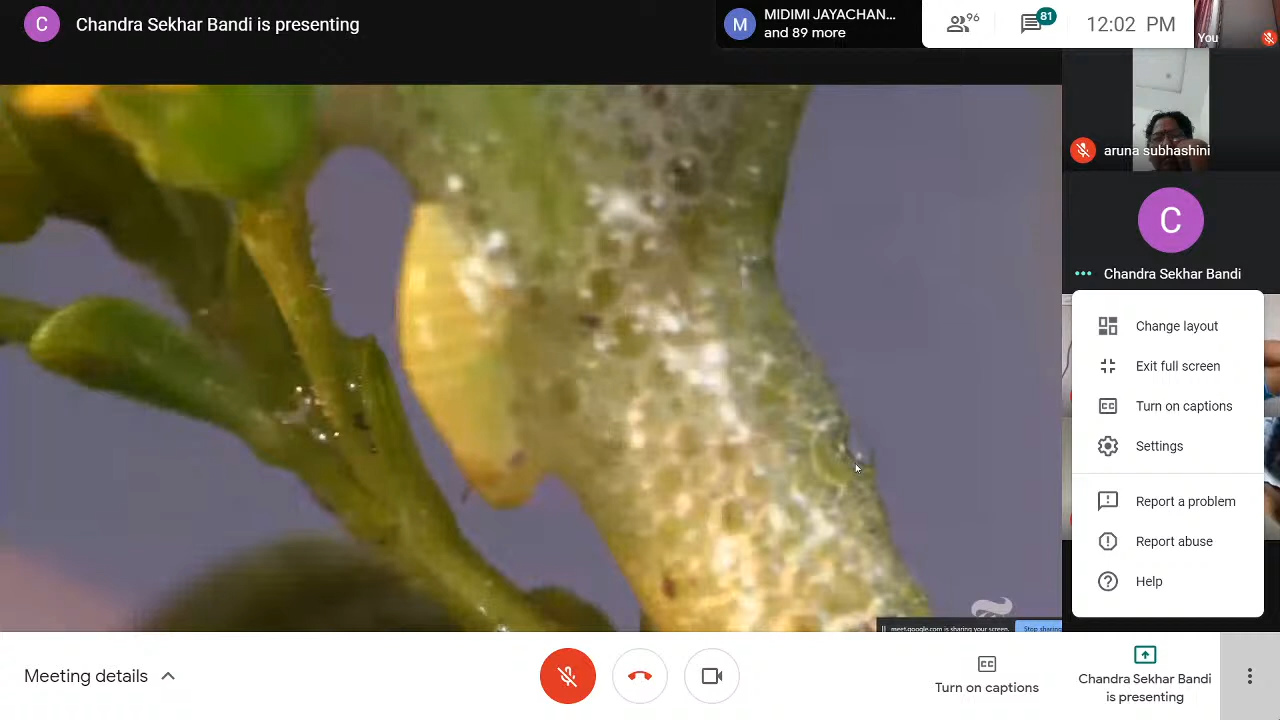 C
Chandra Sekhar Bandi is presenting
M
MIDIMI JAYACHAN...
and 89 more
96
81
12:02 PM
You
aruna subhashini
C
Chandra Sekhar Bandi
Change layout
Exit full screen
CC
Turn on captions
Settings
Report a problem
Report abuse
Help
meet.google.com is sharing your screen.
Stop sharing
Meeting details
CC
Turn on captions
Chandra Sekhar Bandi
is presenting